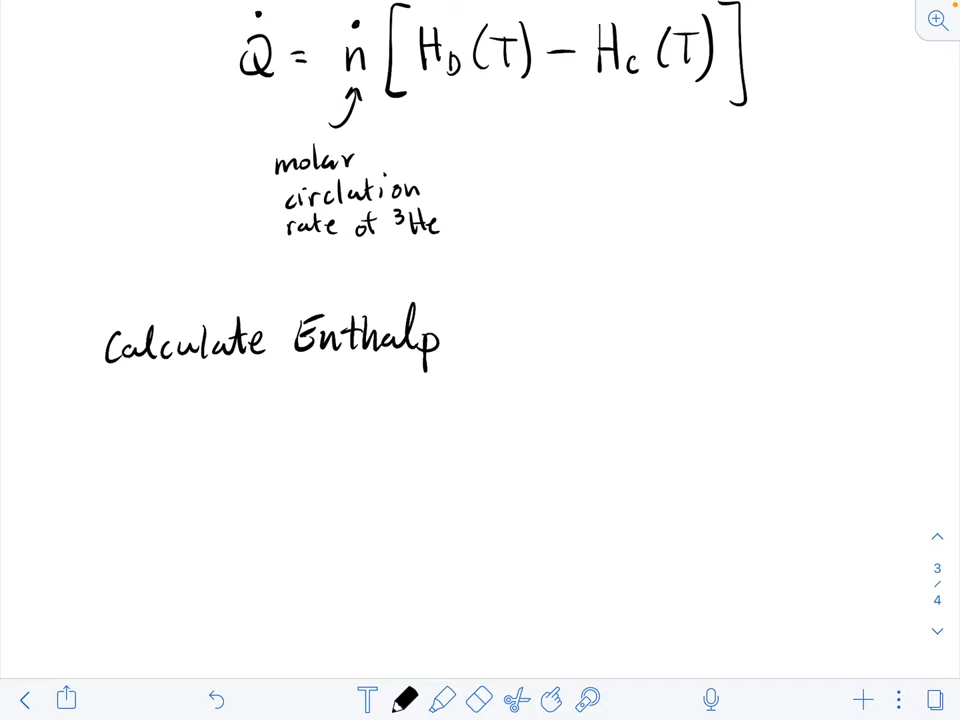 Q̇ = ṅ [H_D (T) − H_C (T)]
molar
circlation
rate of ³He
Calculate Enthalp
3
/
4
T